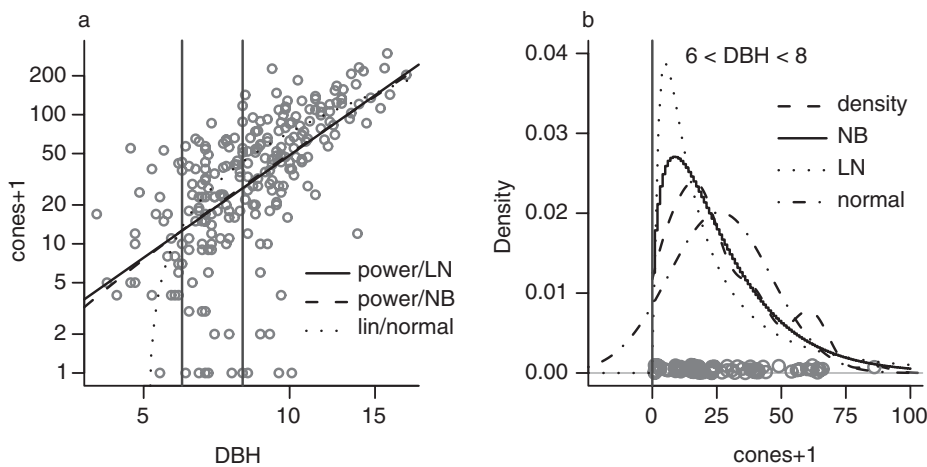 a
cones+1
200
100
50
20
10
5
2
1
power/LN
power/NB
lin/normal
5
10
15
DBH
b
Density
0.04
0.03
0.02
0.01
0.00
6 < DBH < 8
density
NB
LN
normal
0
25
50
75
100
cones+1